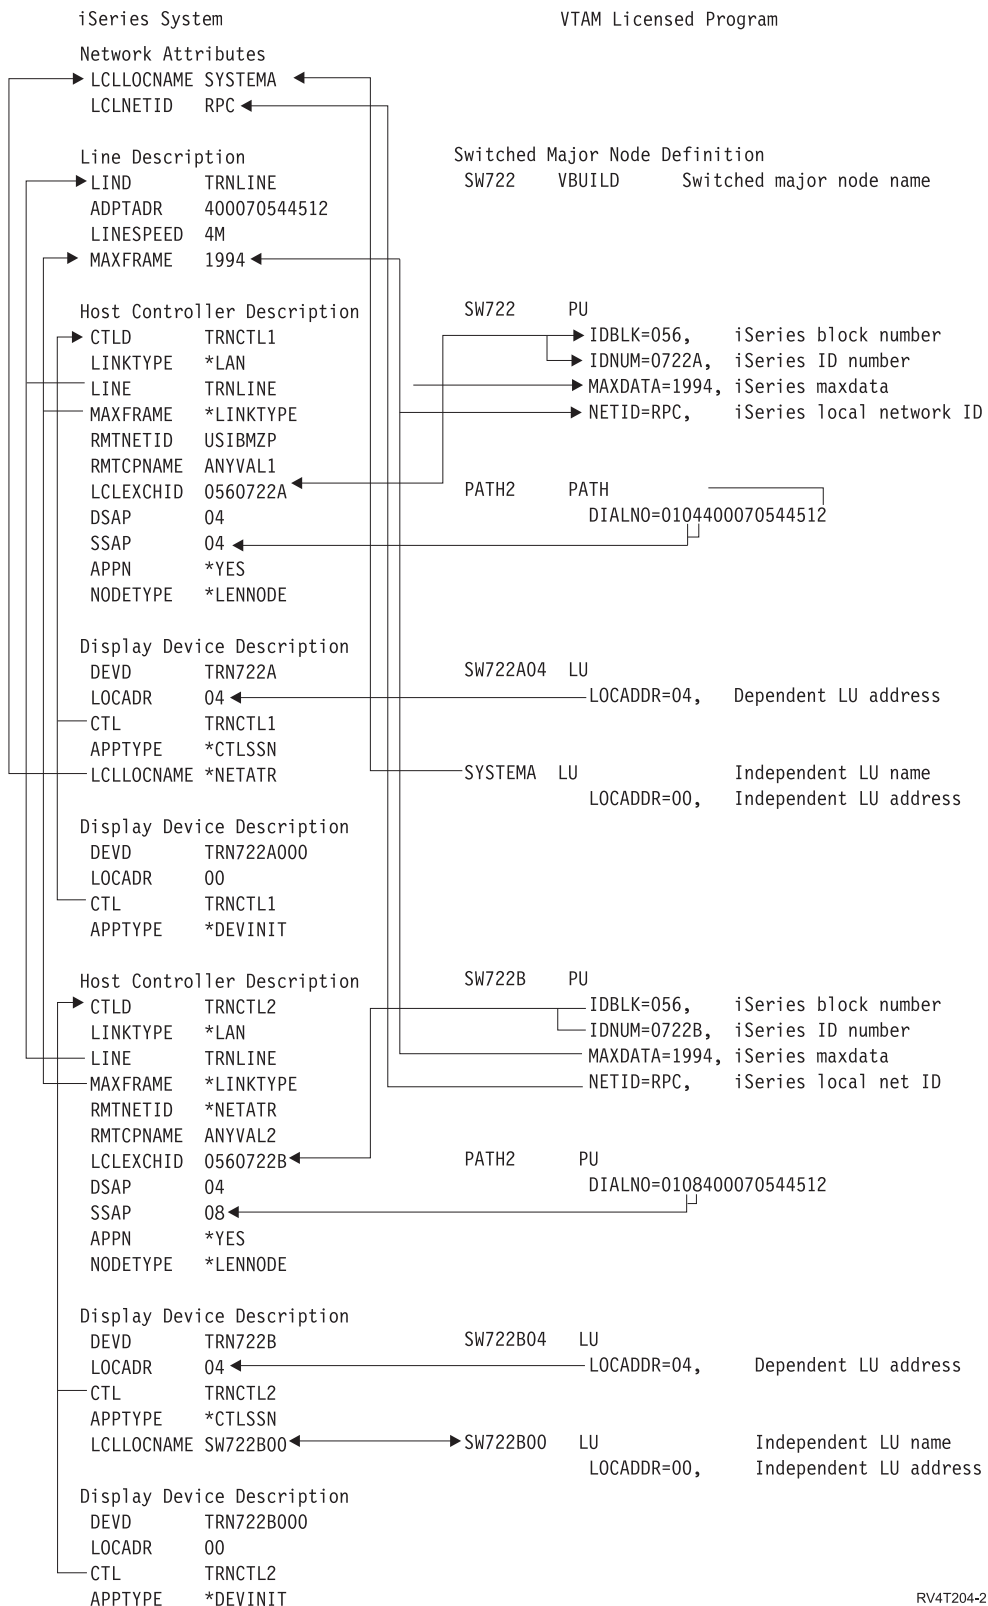 iSeries System VTAM Licensed Program
Network Attributes
LCLLOCNAME SYSTEMA
LCLNETID RPC
Line Description Switched Major Node Definition
LIND TRNLINE SW722 VBUILD Switched major node name
ADPTADR 400070544512
LINESPEED 4M
MAXFRAME 1994
Host Controller Description SW722 PU
CTLD TRNCTL1 IDBLK=056, iSeries block number
LINKTYPE *LAN IDNUM=0722A, iSeries ID number
LINE TRNLINE MAXDATA=1994, iSeries maxdata
MAXFRAME *LINKTYPE NETID=RPC, iSeries local network ID
RMTNETID USIBMZP
RMTCPNAME ANYVAL1
LCLEXCHID 0560722A PATH2 PATH
DSAP 04 DIALNO=0104400070544512
SSAP 04
APPN *YES
NODETYPE *LENNODE
Display Device Description
DEVD TRN722A SW722A04 LU
LOCADR 04 LOCADDR=04, Dependent LU address
CTL TRNCTL1
APPTYPE *CTLSSN
LCLLOCNAME *NETATR SYSTEMA LU Independent LU name
LOCADDR=00, Independent LU address
Display Device Description
DEVD TRN722A000
LOCADR 00
CTL TRNCTL1
APPTYPE *DEVINIT
Host Controller Description SW722B PU
CTLD TRNCTL2 IDBLK=056, iSeries block number
LINKTYPE *LAN IDNUM=0722B, iSeries ID number
LINE TRNLINE MAXDATA=1994, iSeries maxdata
MAXFRAME *LINKTYPE NETID=RPC, iSeries local net ID
RMTNETID *NETATR
RMTCPNAME ANYVAL2
LCLEXCHID 0560722B PATH2 PU
DSAP 04 DIALNO=0108400070544512
SSAP 08
APPN *YES
NODETYPE *LENNODE
Display Device Description
DEVD TRN722B SW722B04 LU
LOCADR 04 LOCADDR=04, Dependent LU address
CTL TRNCTL2
APPTYPE *CTLSSN
LCLLOCNAME SW722B00 SW722B00 LU Independent LU name
LOCADDR=00, Independent LU address
Display Device Description
DEVD TRN722B000
LOCADR 00
CTL TRNCTL2
APPTYPE *DEVINIT
RV4T204-2